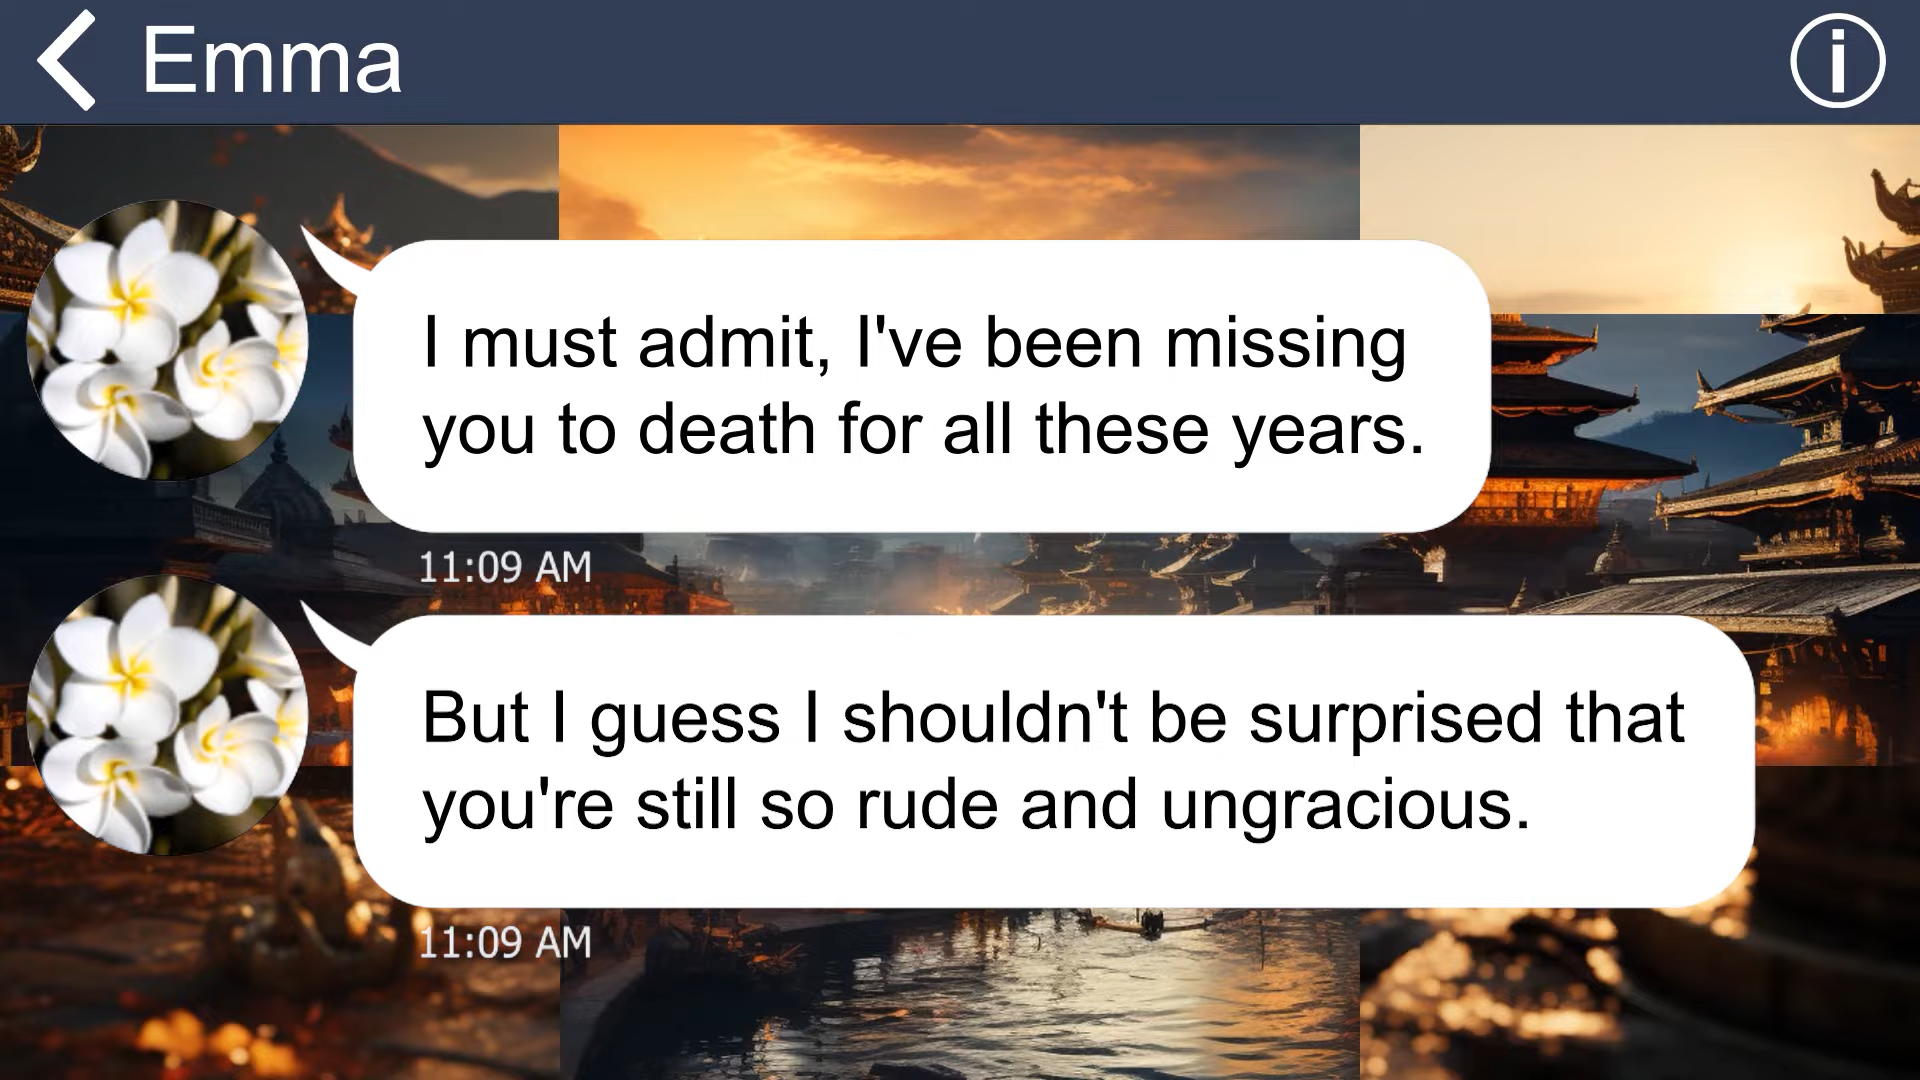 Emma
I must admit, I've been missing
you to death for all these years.
11:09 AM
But I guess I shouldn't be surprised that
you're still so rude and ungracious.
11:09 AM